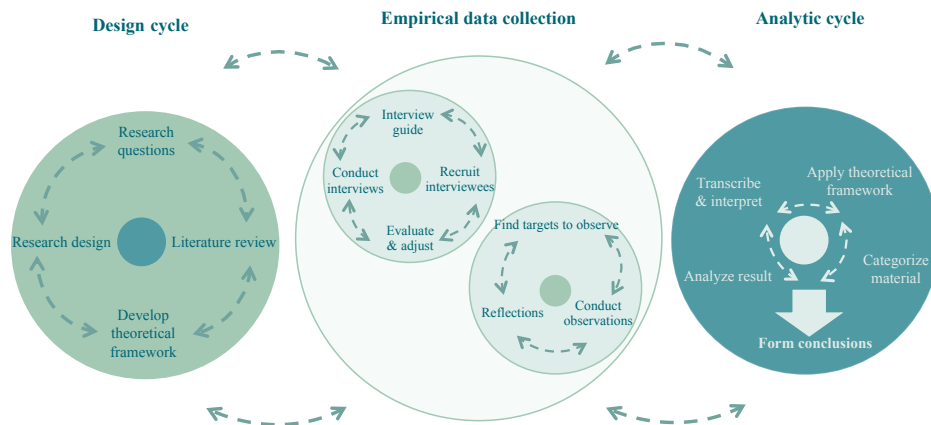 Design cycle
Empirical data collection
Analytic cycle
Research
questions
Research design
Literature review
Develop
theoretical
framework
Interview
guide
Conduct
interviews
Recruit
interviewees
Evaluate
& adjust
Find targets to observe
Reflections
Conduct
observations
Transcribe
& interpret
Apply theoretical
framework
Analyze result
Categorize
material
Form conclusions